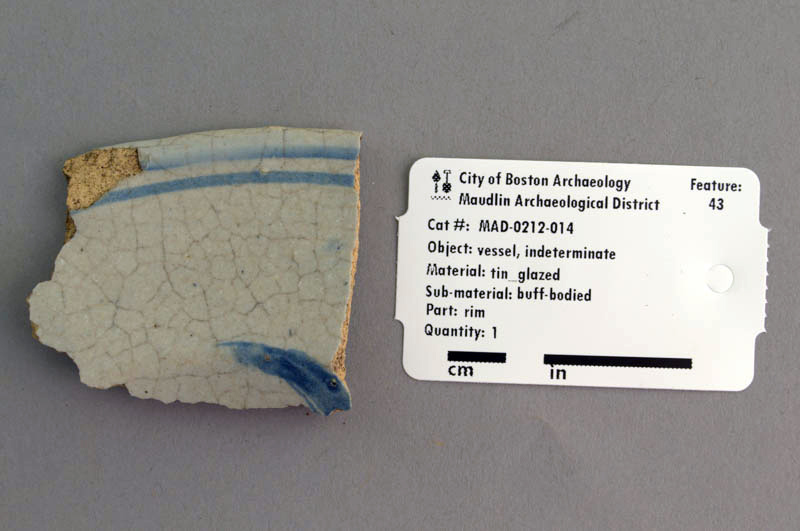 City of Boston Archaeology
Maudlin Archaeological District
Feature:
43
Cat #: MAD-0212-014
Object: vessel, indeterminate
Material: tin_glazed
Sub-material: buff-bodied
Part: rim
Quantity: 1
cm
in